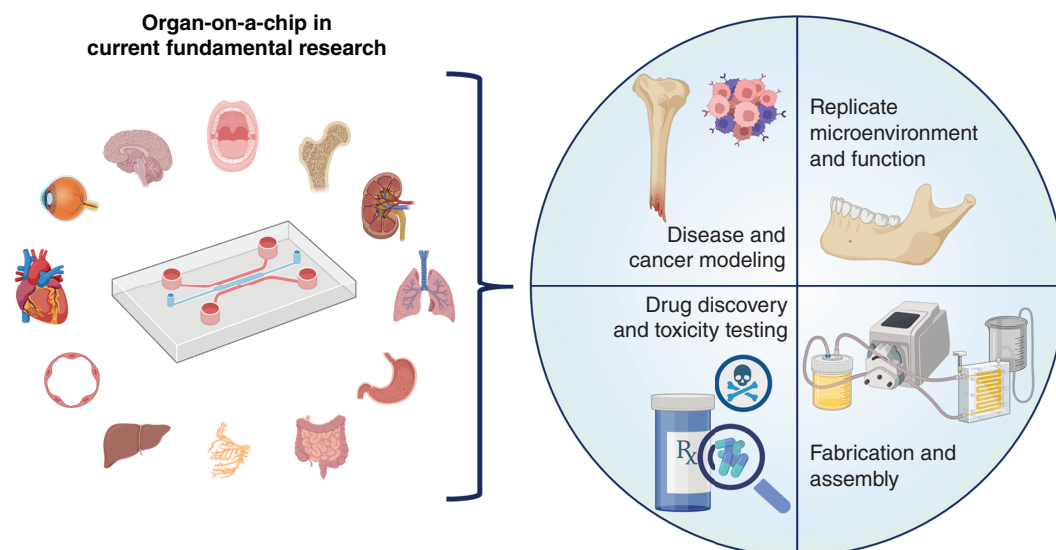 Organ-on-a-chip in
current fundamental research
Disease and
cancer modeling
Replicate
microenvironment
and function
Drug discovery
and toxicity testing
Rx
Fabrication and
assembly